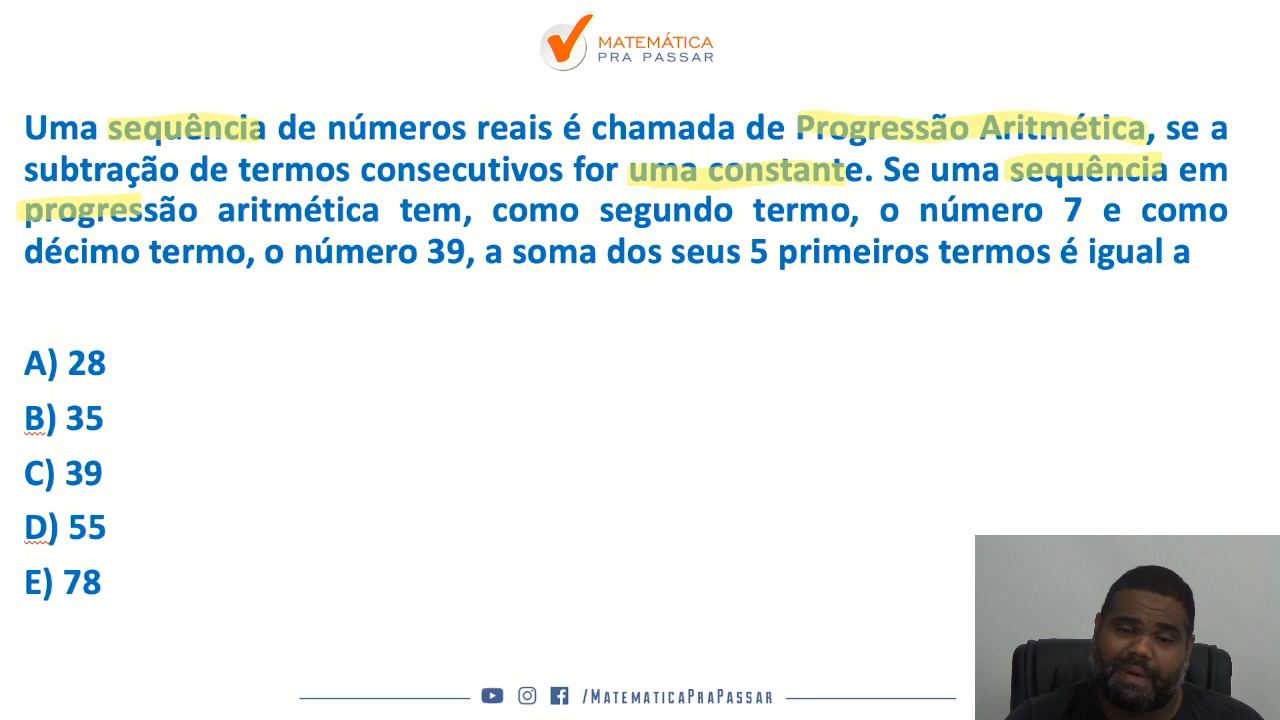 MATEMÁTICA
PRA PASSAR
Uma sequência de números reais é chamada de Progressão Aritmética, se a
subtração de termos consecutivos for uma constante. Se uma sequência em
progressão aritmética tem, como segundo termo, o número 7 e como
décimo termo, o número 39, a soma dos seus 5 primeiros termos é igual a
A) 28
B) 35
C) 39
D) 55
E) 78
/MATEMATICAPRAPASSAR